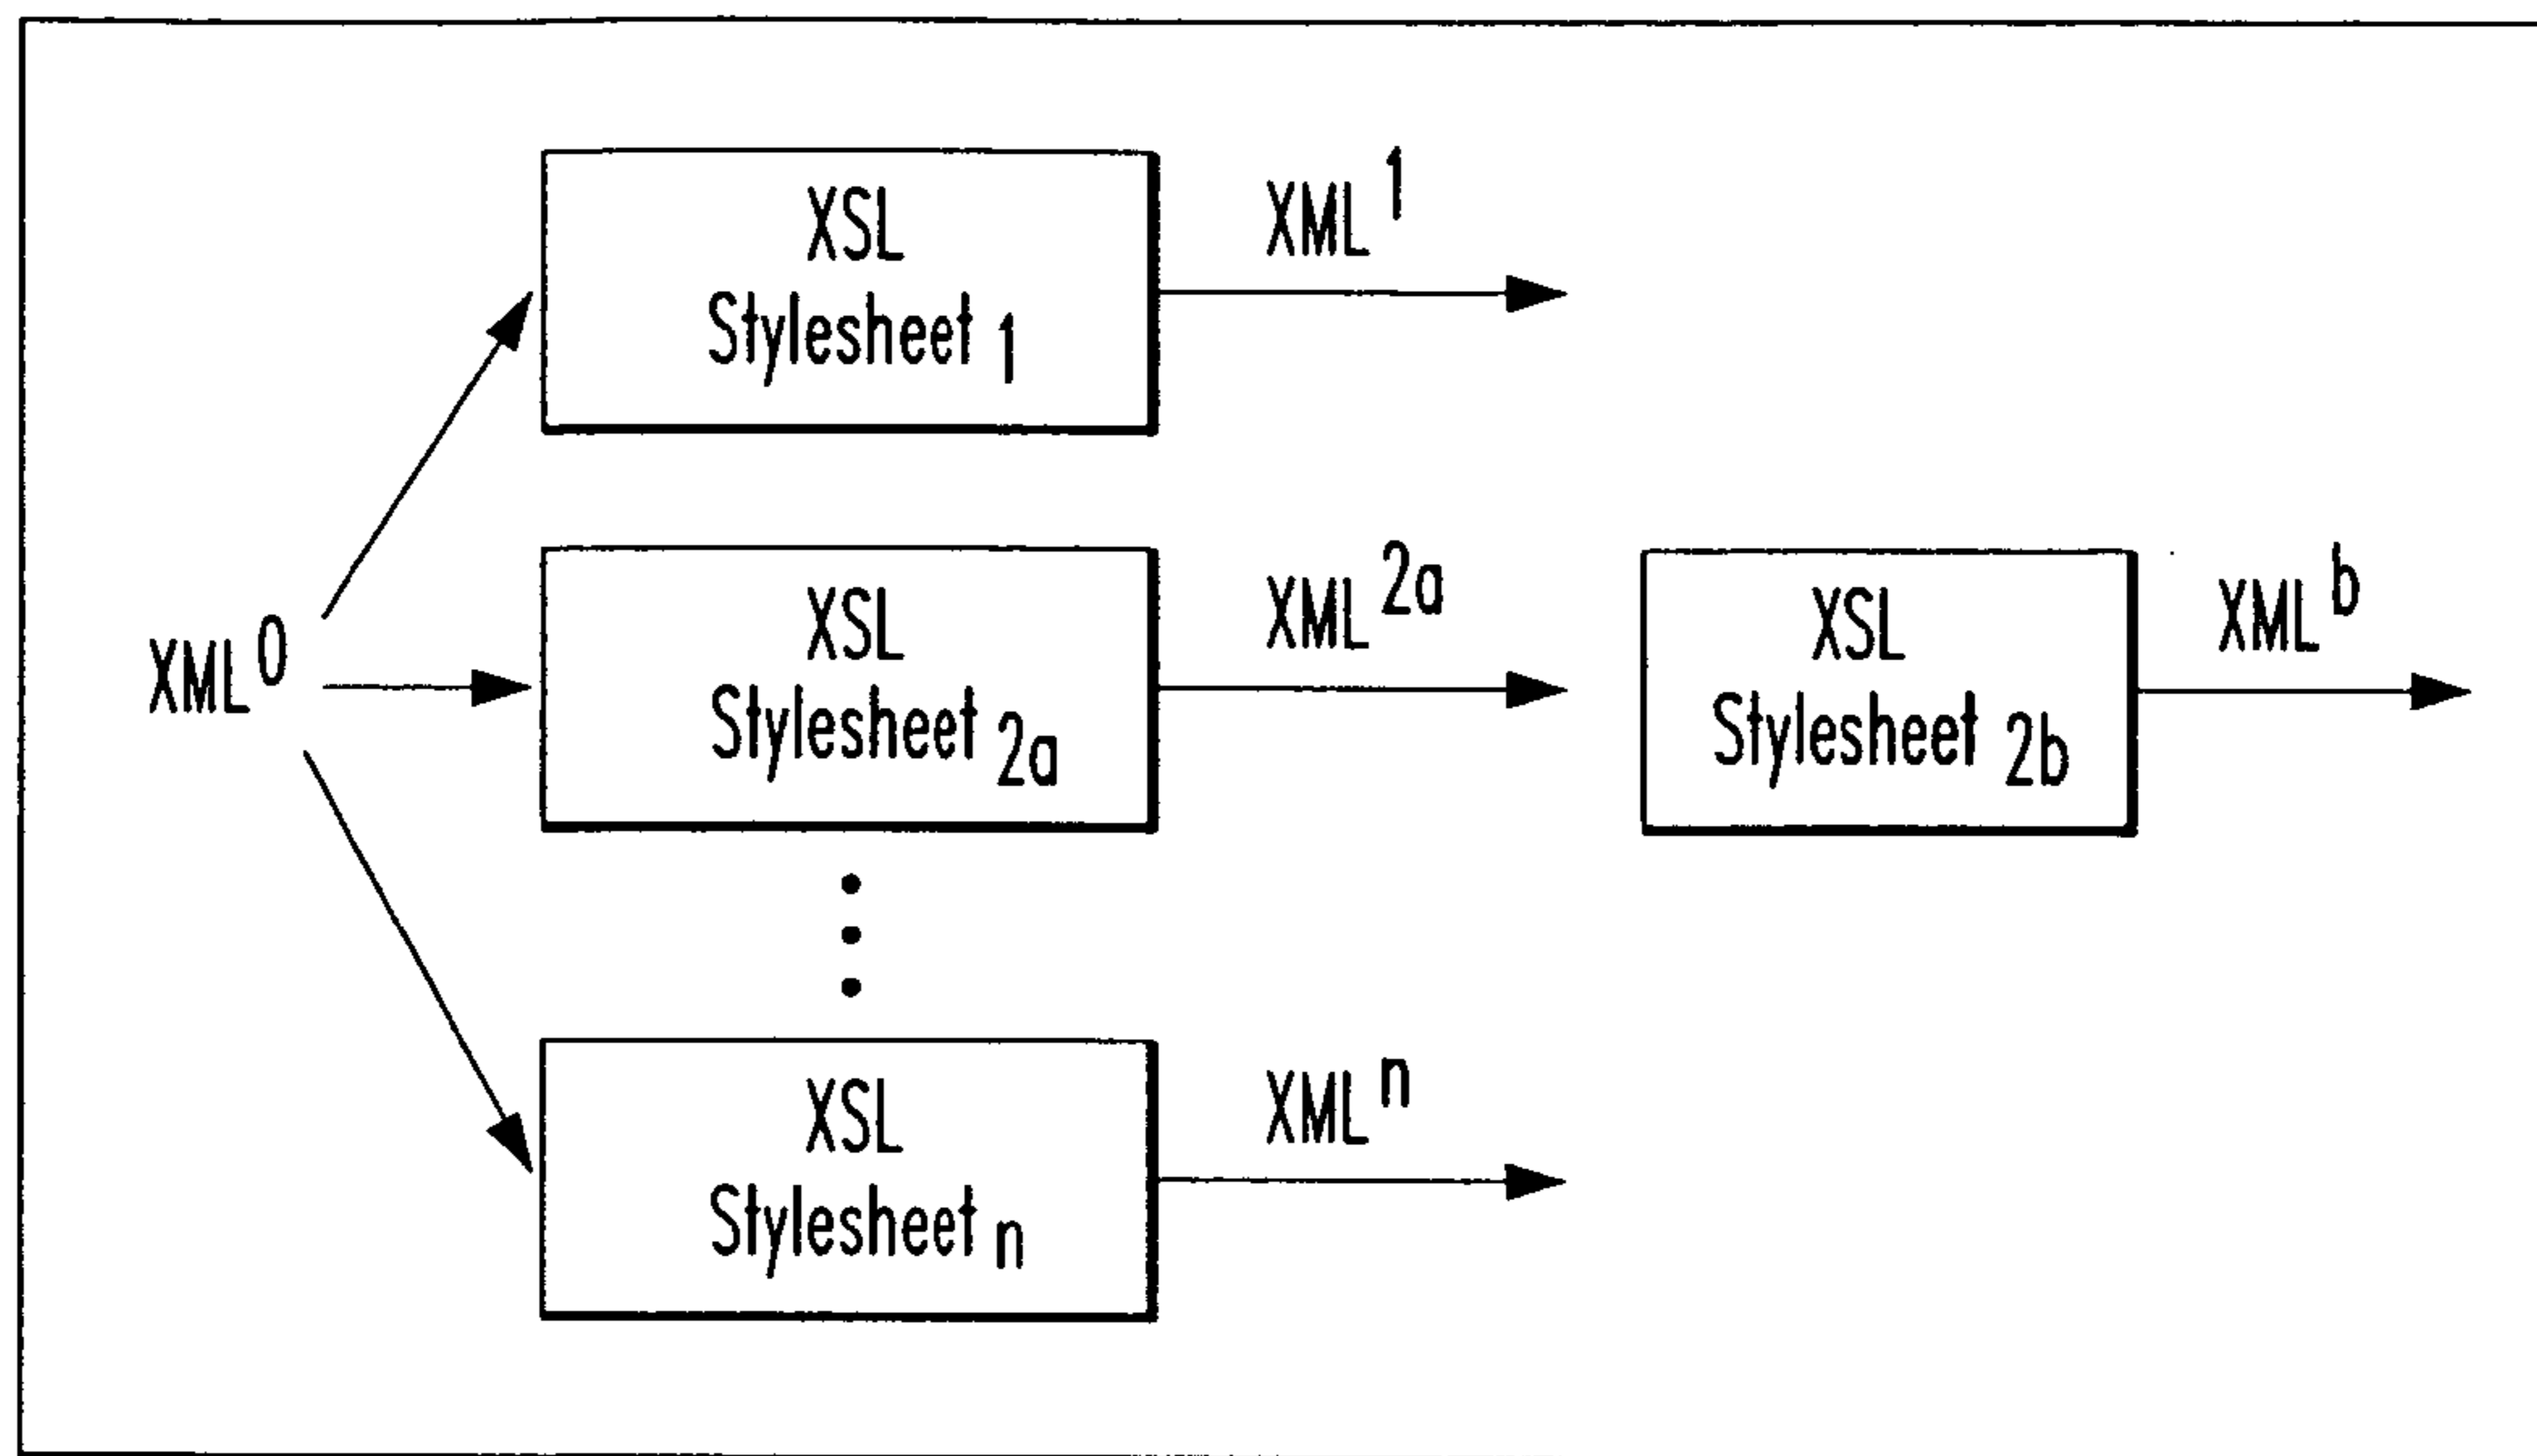 XSL
Stylesheet 1
XML 1
XML 0
XSL
Stylesheet 2a
XML 2a
XSL
Stylesheet 2b
XML b
XSL
Stylesheet n
XML n